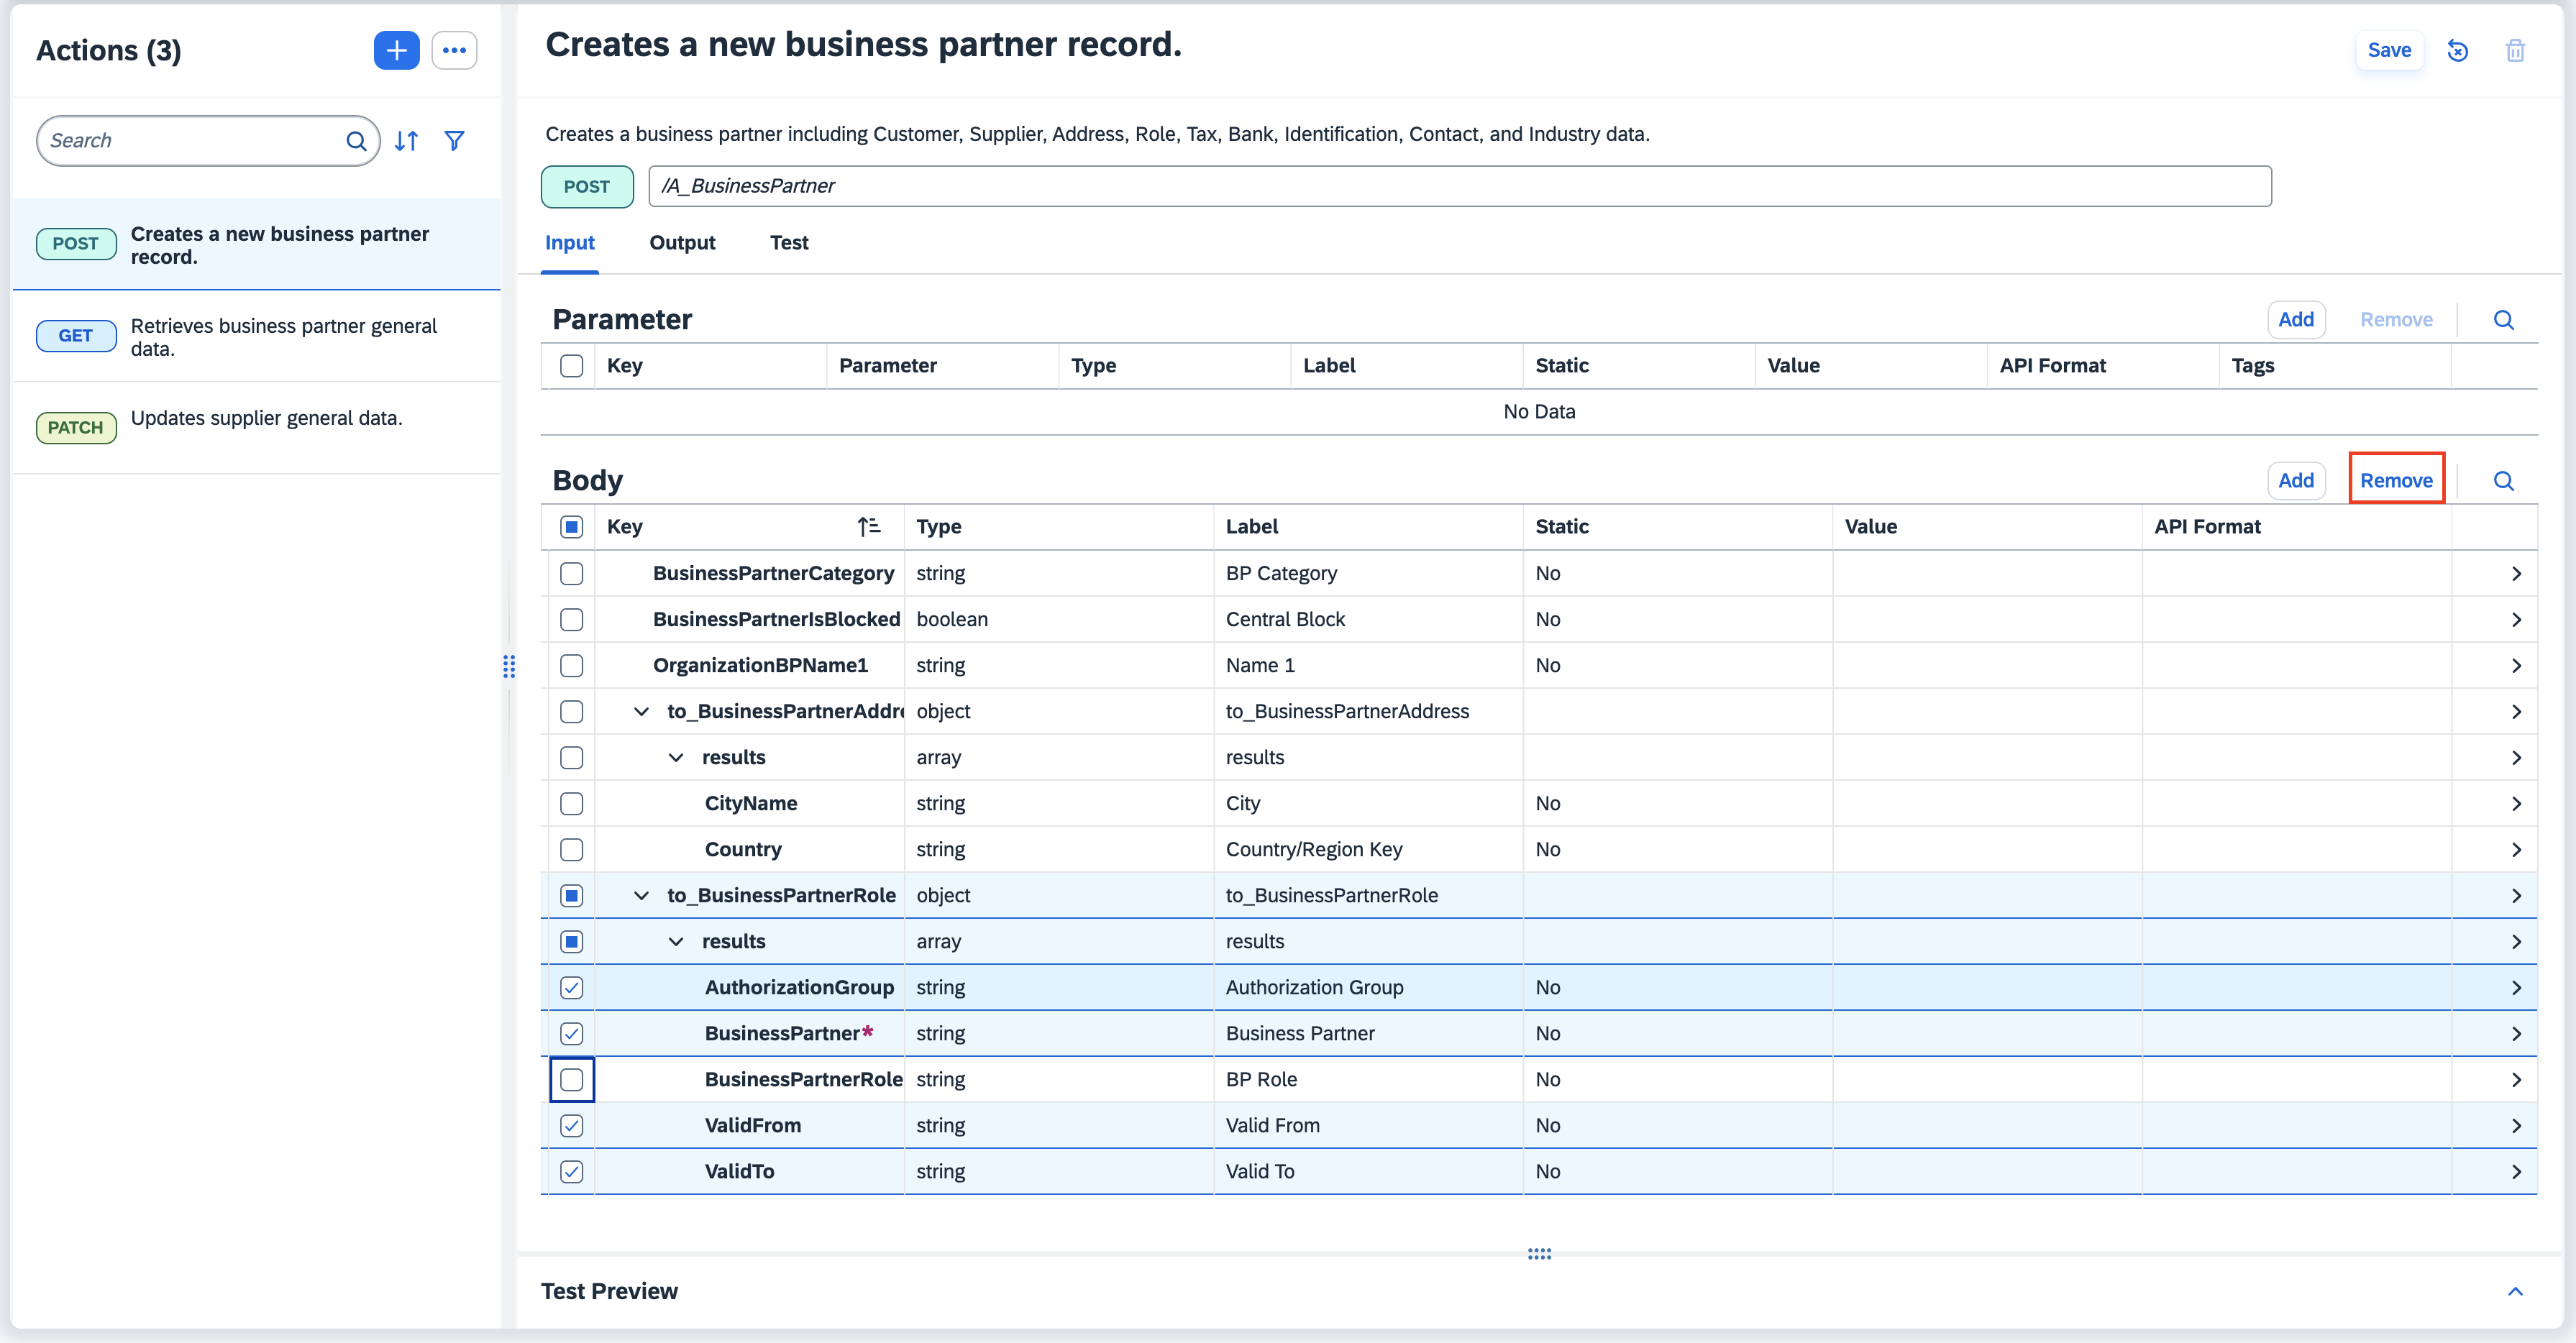 Actions (3)
Search
POST Creates a new business partner
record.
GET Retrieves business partner general
data.
PATCH Updates supplier general data.
Creates a new business partner record.
Save
Creates a business partner including Customer, Supplier, Address, Role, Tax, Bank, Identification, Contact, and Industry data.
POST /A_BusinessPartner
Input Output Test
Parameter Add Remove
Key Parameter Type Label Static Value API Format Tags
No Data
Body Add Remove
Key Type Label Static Value API Format
BusinessPartnerCategory string BP Category No
BusinessPartnerIsBlocked boolean Central Block No
OrganizationBPName1 string Name 1 No
to_BusinessPartnerAddre object to_BusinessPartnerAddress
results array results
CityName string City No
Country string Country/Region Key No
to_BusinessPartnerRole object to_BusinessPartnerRole
results array results
AuthorizationGroup string Authorization Group No
BusinessPartner* string Business Partner No
BusinessPartnerRole string BP Role No
ValidFrom string Valid From No
ValidTo string Valid To No
Test Preview